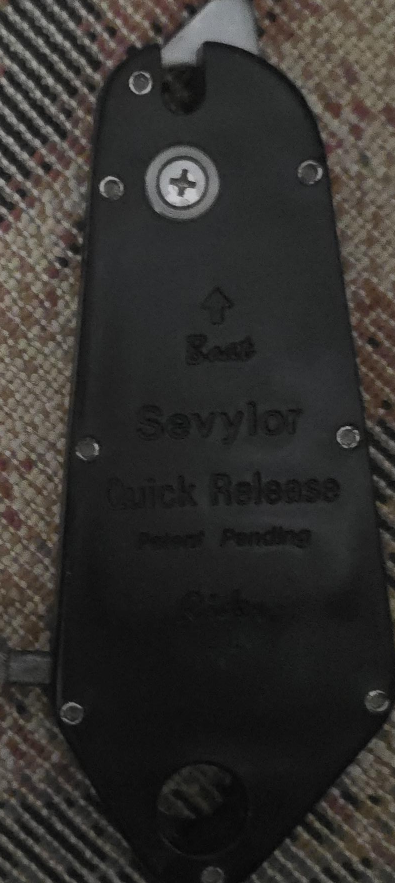 Boat
Sevylor
Quick Release
Patent Pending